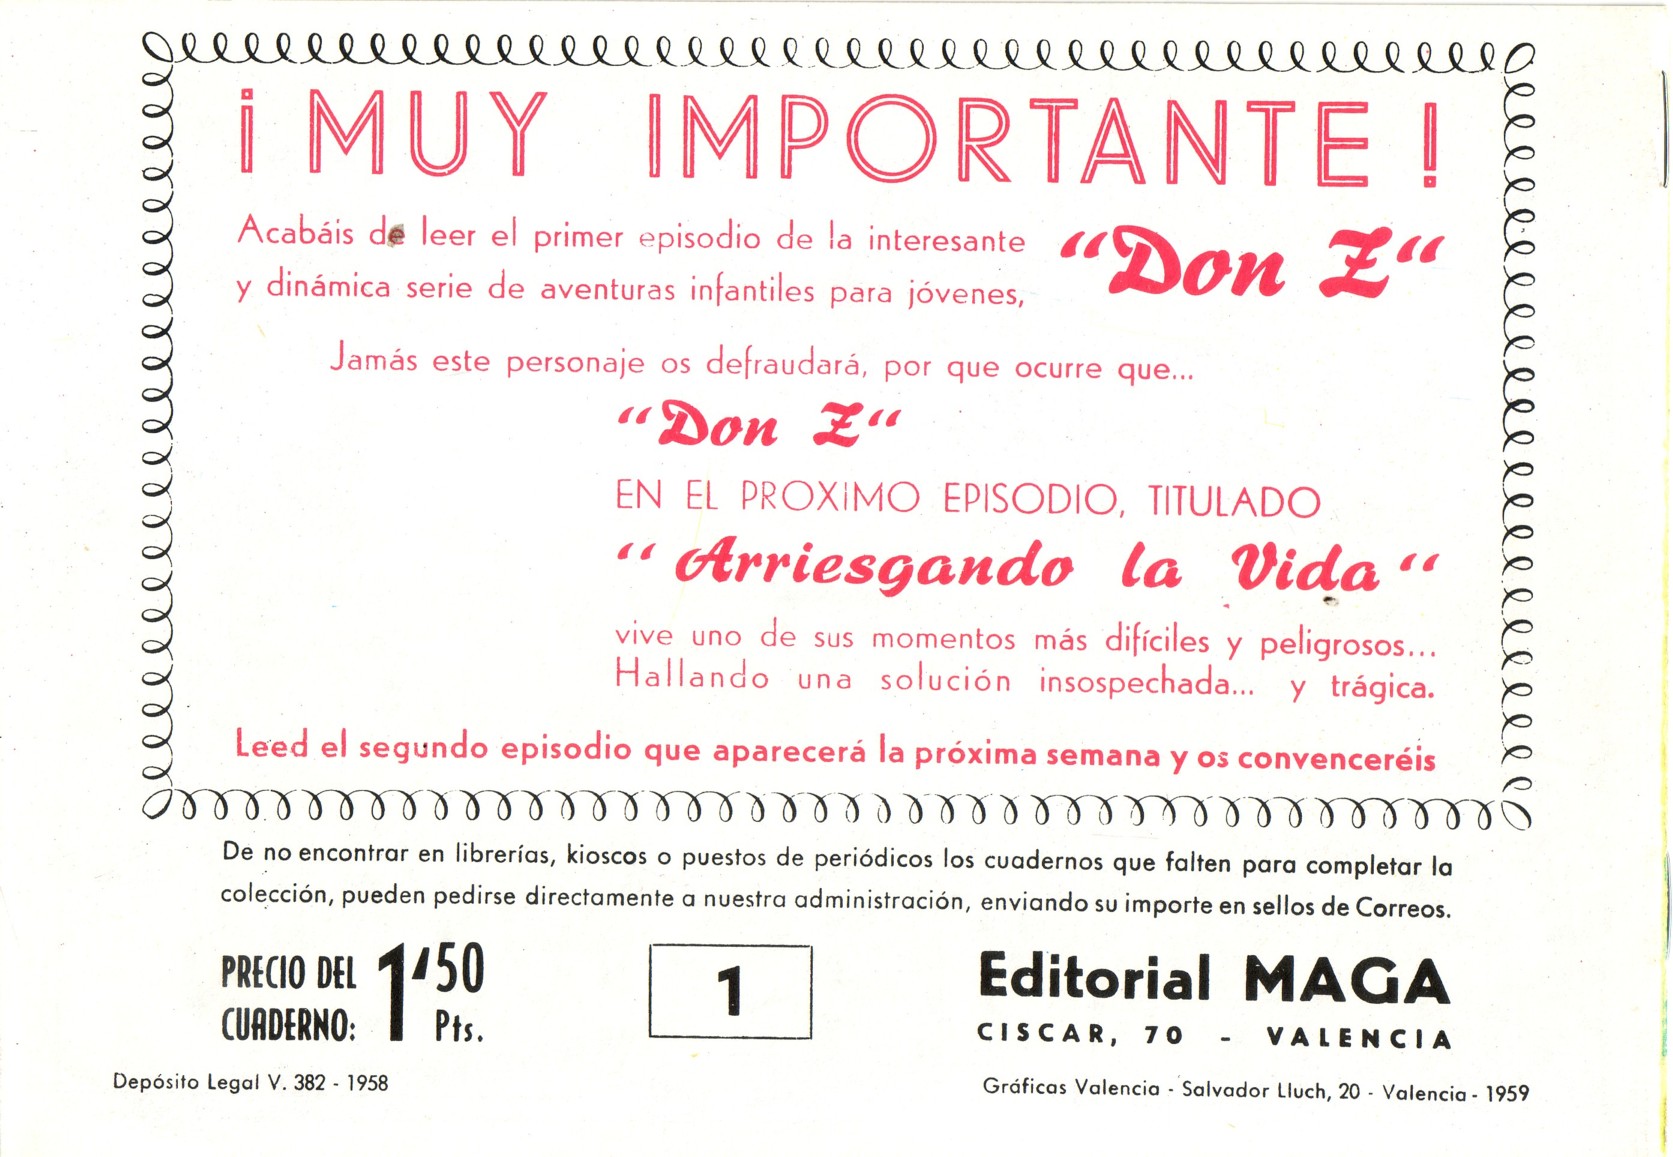 ¡MUY IMPORTANTE!
Acabáis de leer el primer episodio de la interesante
y dinámica serie de aventuras infantiles para jóvenes,
"Don Z"
Jamás este personaje os defraudará, por que ocurre que...
"Don Z"
EN EL PROXIMO EPISODIO, TITULADO
"Arriesgando la Vida"
vive uno de sus momentos más difíciles y peligrosos...
Hallando una solución insospechada... y trágica.
Leed el segundo episodio que aparecerá la próxima semana y os convenceréis
De no encontrar en librerías, kioscos o puestos de periódicos los cuadernos que falten para completar la
colección, pueden pedirse directamente a nuestra administración, enviando su importe en sellos de Correos.
PRECIO DEL
CUADERNO:
1'50
Pts.
1
Editorial MAGA
CISCAR, 70 - VALENCIA
Depósito Legal V. 382 - 1958
Gráficas Valencia - Salvador Lluch, 20 - Valencia - 1959